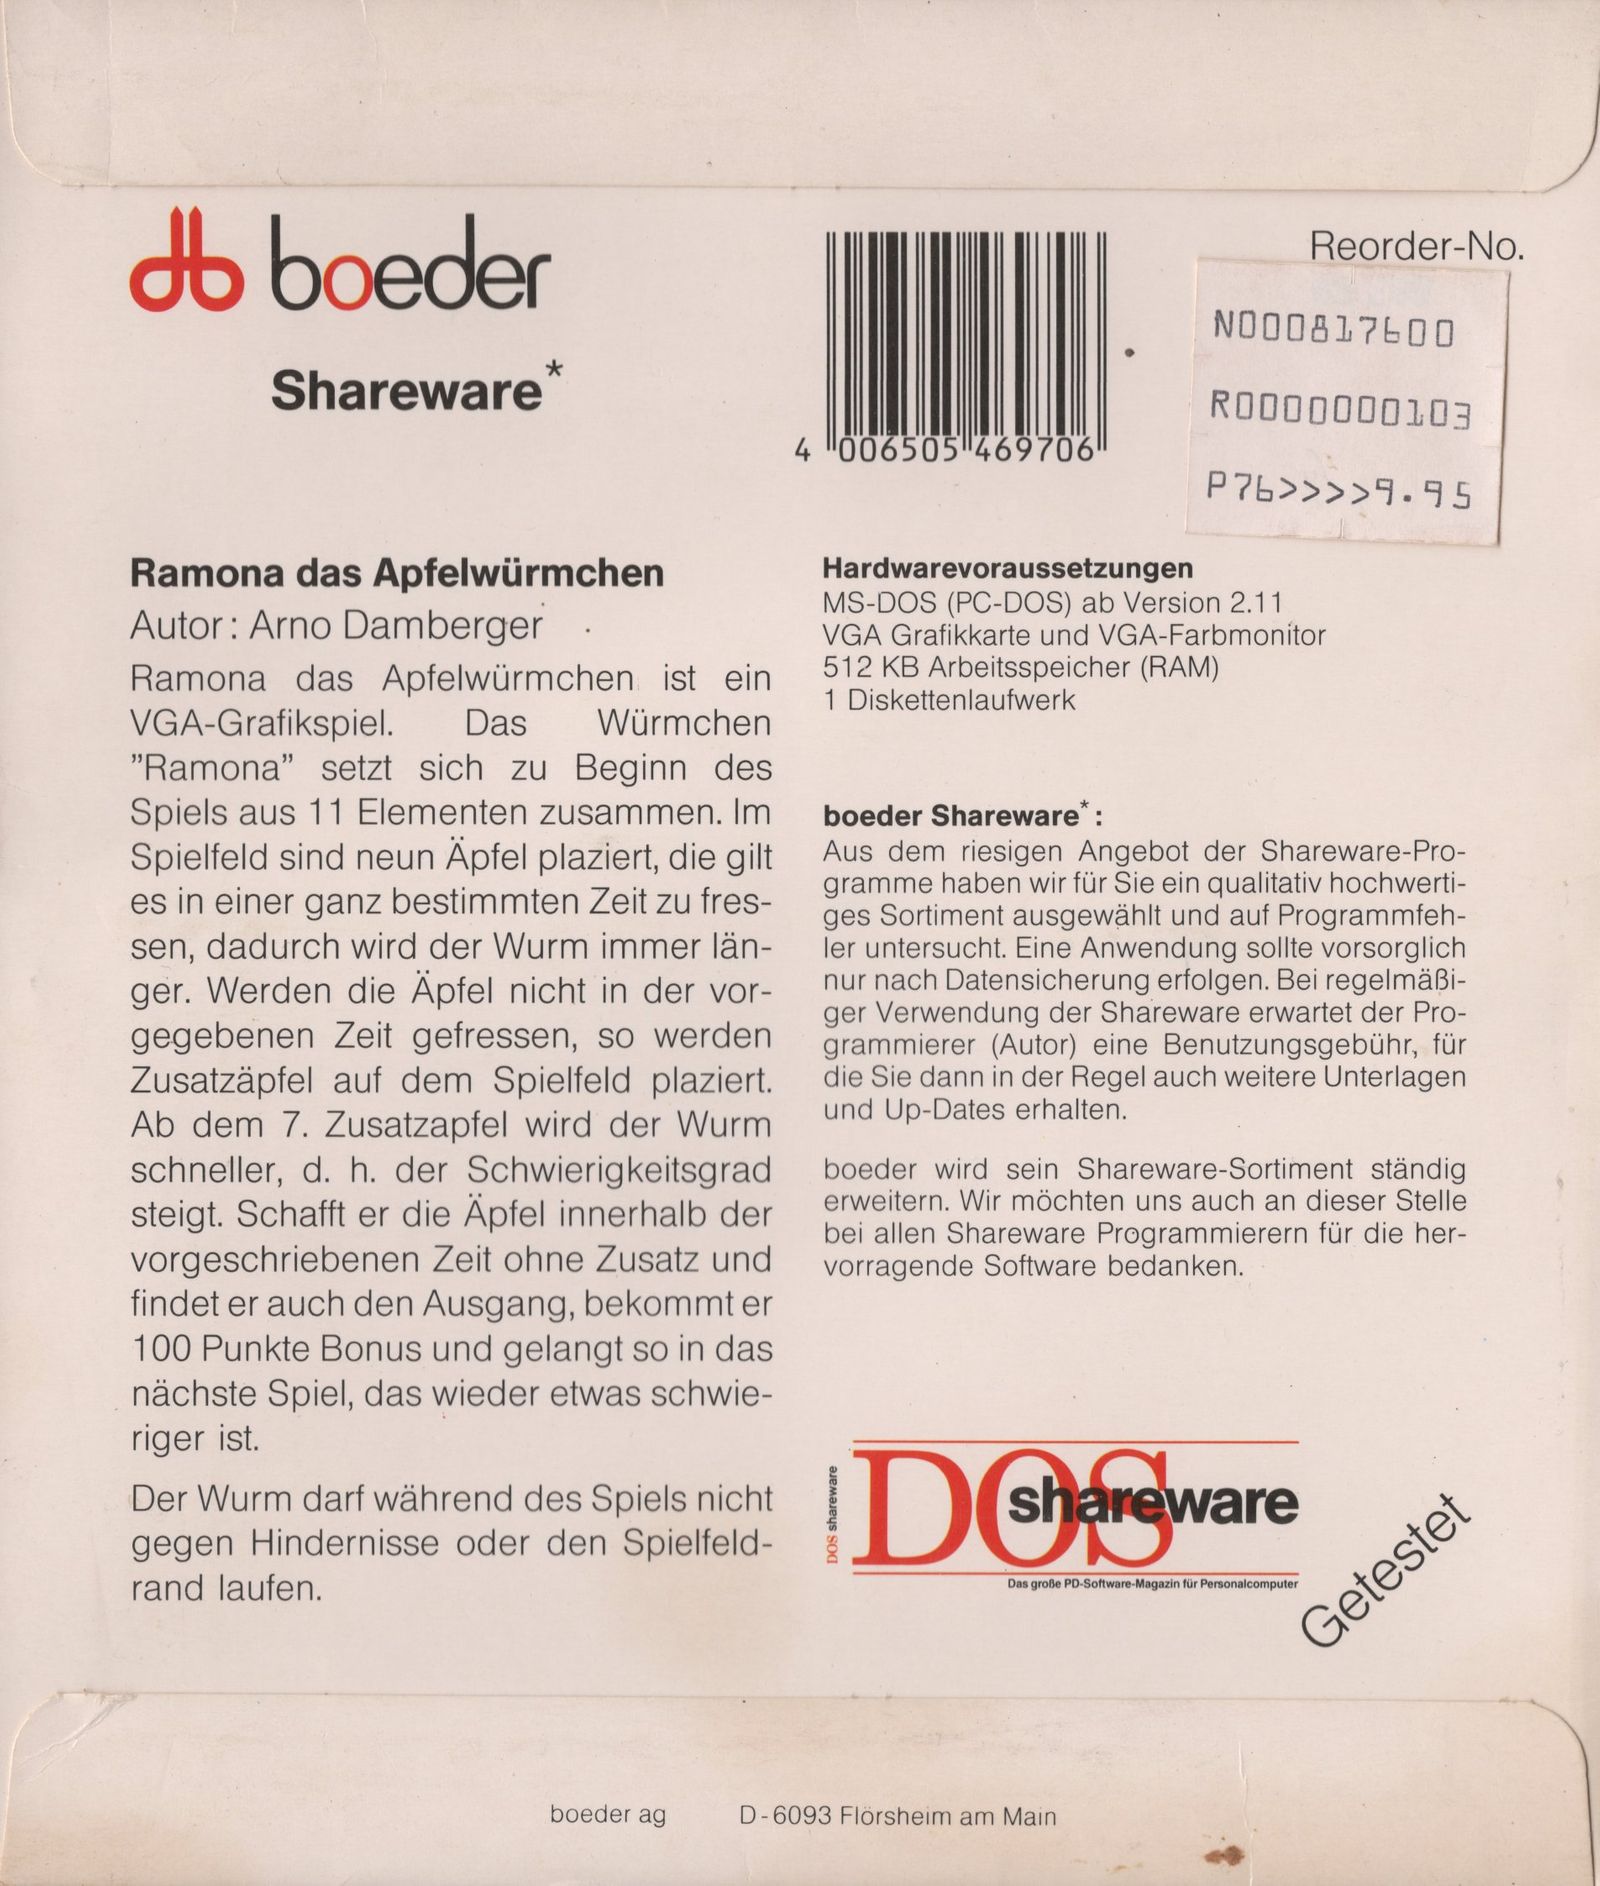 boeder
Shareware*
4 006505 469706
Reorder-No.
N000817600
R0000000103
P76>>>>9.95
Ramona das Apfelwürmchen
Autor: Arno Damberger
Ramona das Apfelwürmchen ist ein
VGA-Grafikspiel. Das Würmchen
”Ramona” setzt sich zu Beginn des
Spiels aus 11 Elementen zusammen. Im
Spielfeld sind neun Äpfel plaziert, die gilt
es in einer ganz bestimmten Zeit zu fres-
sen, dadurch wird der Wurm immer län-
ger. Werden die Äpfel nicht in der vor-
gegebenen Zeit gefressen, so werden
Zusatzäpfel auf dem Spielfeld plaziert.
Ab dem 7. Zusatzapfel wird der Wurm
schneller, d. h. der Schwierigkeitsgrad
steigt. Schafft er die Äpfel innerhalb der
vorgeschriebenen Zeit ohne Zusatz und
findet er auch den Ausgang, bekommt er
100 Punkte Bonus und gelangt so in das
nächste Spiel, das wieder etwas schwie-
riger ist.
Der Wurm darf während des Spiels nicht
gegen Hindernisse oder den Spielfeld-
rand laufen.
Hardwarevoraussetzungen
MS-DOS (PC-DOS) ab Version 2.11
VGA Grafikkarte und VGA-Farbmonitor
512 KB Arbeitsspeicher (RAM)
1 Diskettenlaufwerk
boeder Shareware*:
Aus dem riesigen Angebot der Shareware-Pro-
gramme haben wir für Sie ein qualitativ hochwerti-
ges Sortiment ausgewählt und auf Programmfeh-
ler untersucht. Eine Anwendung sollte vorsorglich
nur nach Datensicherung erfolgen. Bei regelmäßi-
ger Verwendung der Shareware erwartet der Pro-
grammierer (Autor) eine Benutzungsgebühr, für
die Sie dann in der Regel auch weitere Unterlagen
und Up-Dates erhalten.
boeder wird sein Shareware-Sortiment ständig
erweitern. Wir möchten uns auch an dieser Stelle
bei allen Shareware Programmierern für die her-
vorragende Software bedanken.
DOS shareware
DOS shareware
Das große PD-Software-Magazin für Personalcomputer
Getestet
boeder ag D-6093 Flörsheim am Main